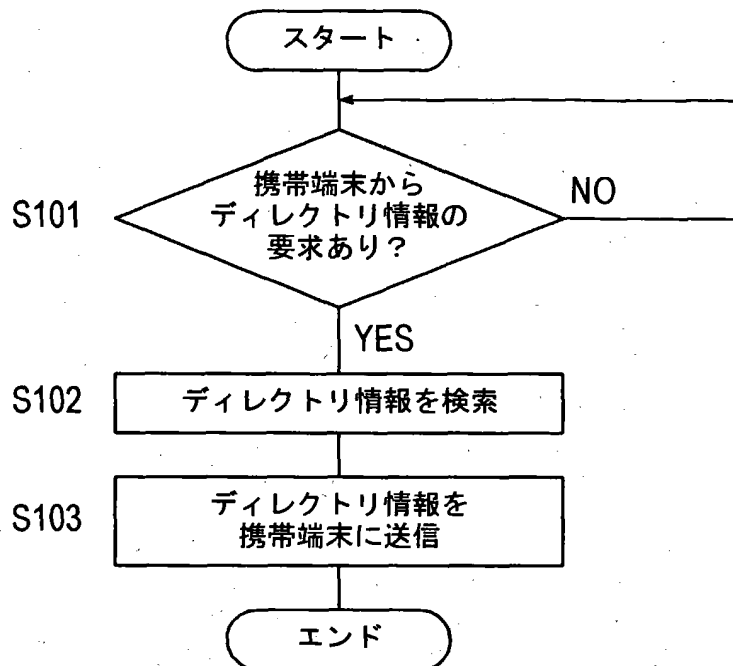 スタート
S101
携帯端末から
ディレクトリ情報の
要求あり？
NO
YES
S102
ディレクトリ情報を検索
S103
ディレクトリ情報を
携帯端末に送信
エンド